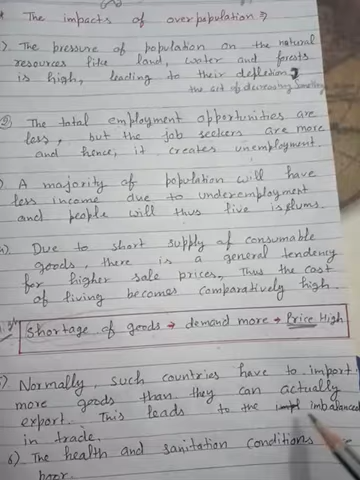 * The impacts of overpopulation ⇒
) The pressure of population on the natural
resources like land, water and forests
is high, leading to their depletion
the act of decreasing something
② The total employment opportunities are
less, but the job seekers are more
and hence, it creates unemployment.
) A majority of population will have
less income due to underemployment
and people will thus live in slums.
) Due to short supply of consumable
goods, there is a general tendency
for higher sale prices, Thus the cost
of living becomes comparatively high.
Shortage of goods → demand more → Price High
) Normally, such countries have to import
more goods than they can actually
export. This leads to the imbalanced
in trade.
6) The health and sanitation conditions
poor.